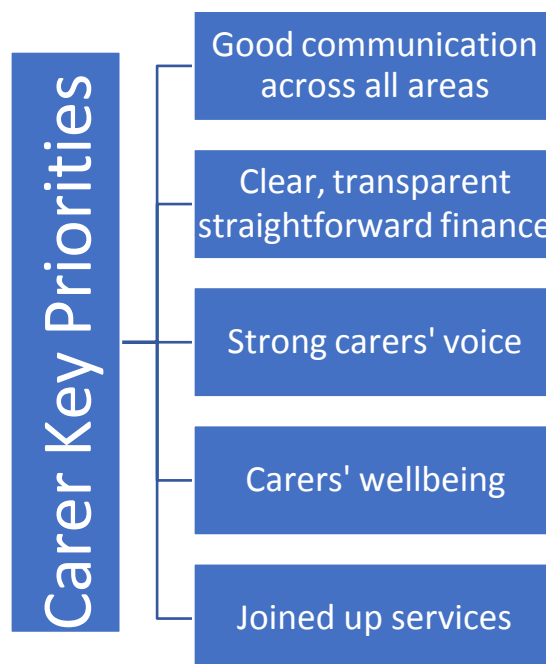 Carer Key Priorities
Good communication
across all areas
Clear, transparent
straightforward finance
Strong carers' voice
Carers' wellbeing
Joined up services